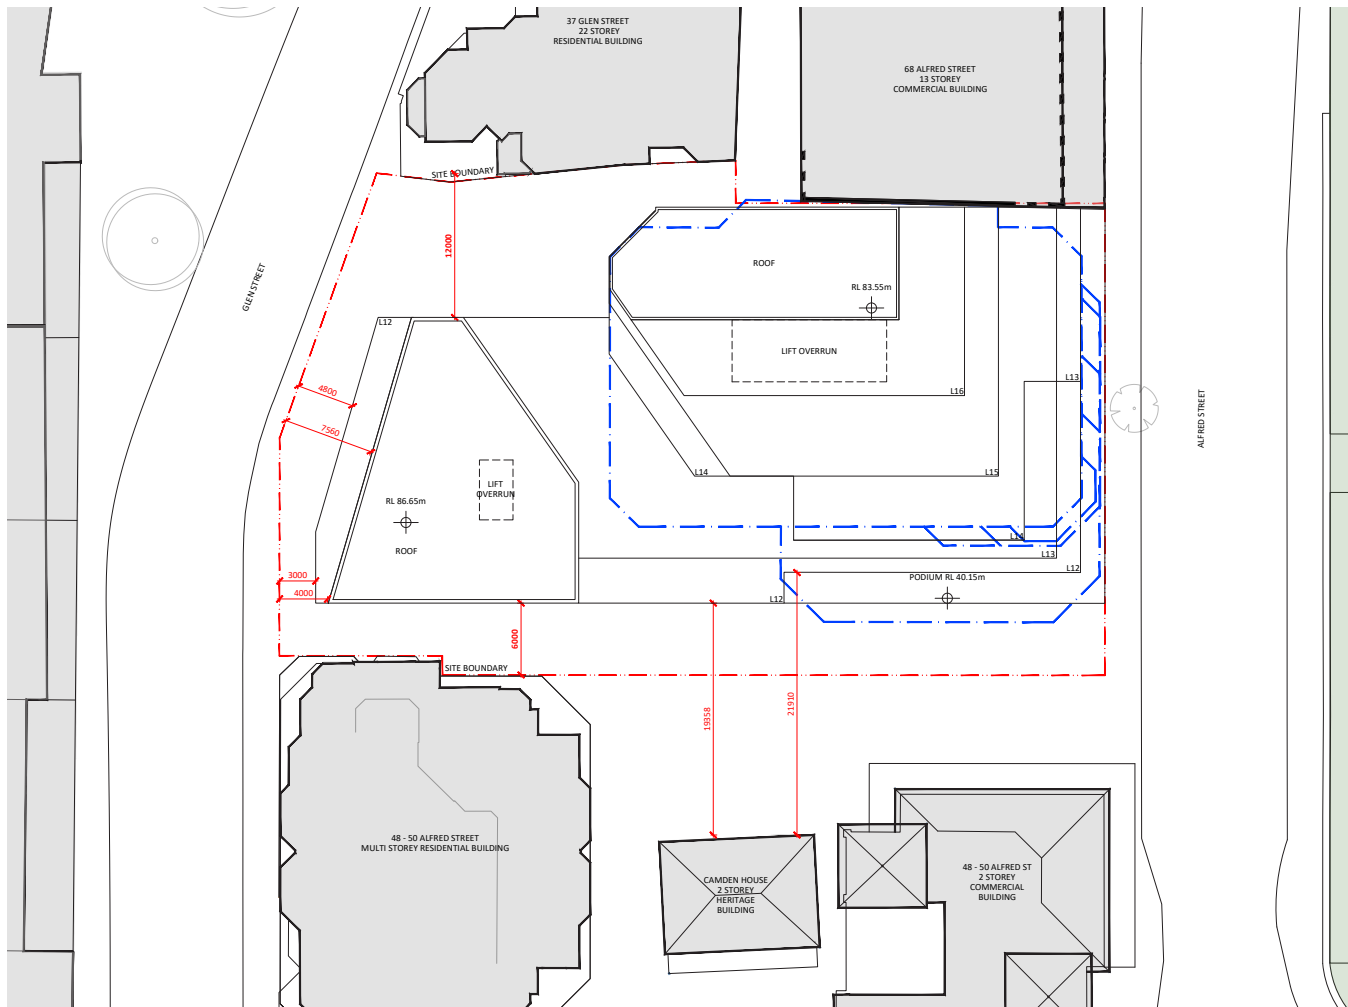 37 GLEN STREET
22 STOREY
RESIDENTIAL BUILDING
68 ALFRED STREET
13 STOREY
COMMERCIAL BUILDING
SITE BOUNDARY
12000
GLEN STREET
ROOF
RL 83.55m
LIFT OVERRUN
L12
L13
L16
4800
7560
ALFRED STREET
L14
L15
LIFT
OVERRUN
RL 86.65m
ROOF
L14
L13
L12
3000
PODIUM RL 40.15m
4000
L12
6000
SITE BOUNDARY
19358
21910
48 - 50 ALFRED STREET
MULTI STOREY RESIDENTIAL BUILDING
CAMDEN HOUSE
2 STOREY
HERITAGE
BUILDING
48 - 50 ALFRED ST
2 STOREY
COMMERCIAL
BUILDING